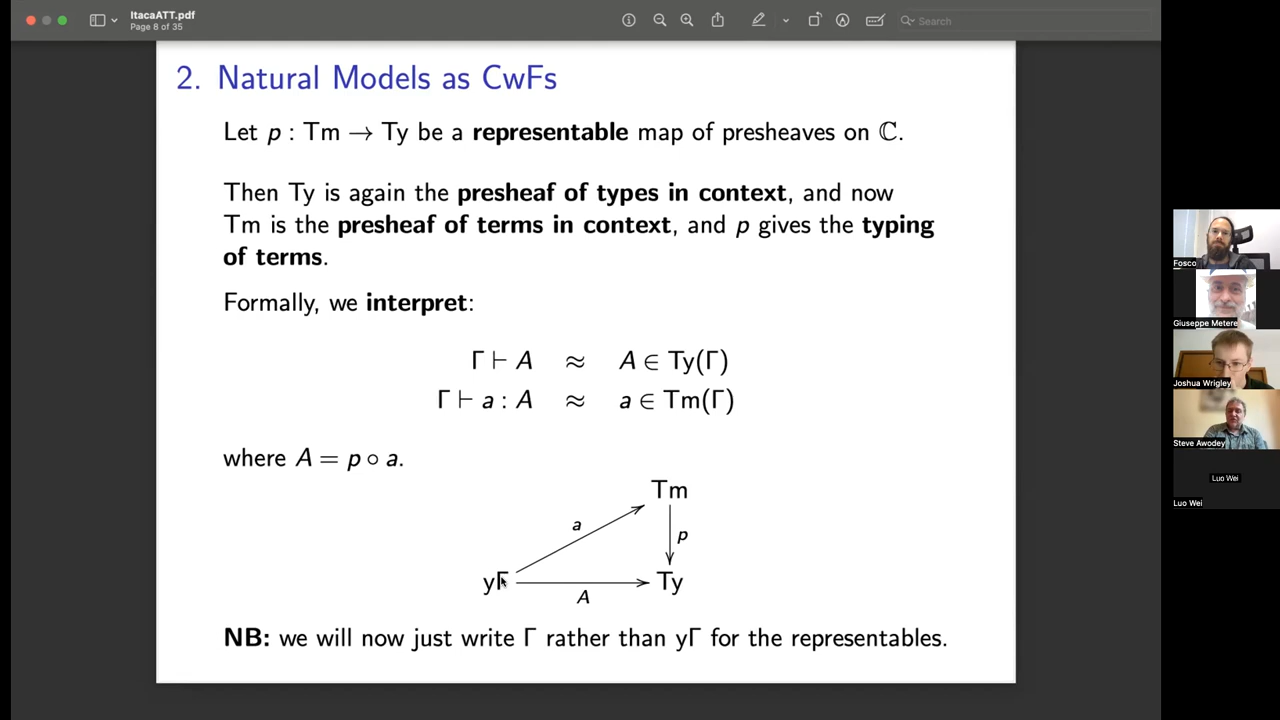 ItacaATT.pdf
Page 8 of 35
Search
2. Natural Models as CwFs
Let p : Tm → Ty be a representable map of presheaves on ℂ.
Then Ty is again the presheaf of types in context, and now
Tm is the presheaf of terms in context, and p gives the typing
of terms.
Formally, we interpret:
Γ ⊢ A ≈ A ∈ Ty(Γ)
Γ ⊢ a : A ≈ a ∈ Tm(Γ)
where A = p ∘ a.
Tm
a
p
yΓ
Ty
A
NB: we will now just write Γ rather than yΓ for the representables.
Fosco
Giuseppe Metere
Joshua Wrigley
Steve Awodey
Luo Wei
Luo Wei